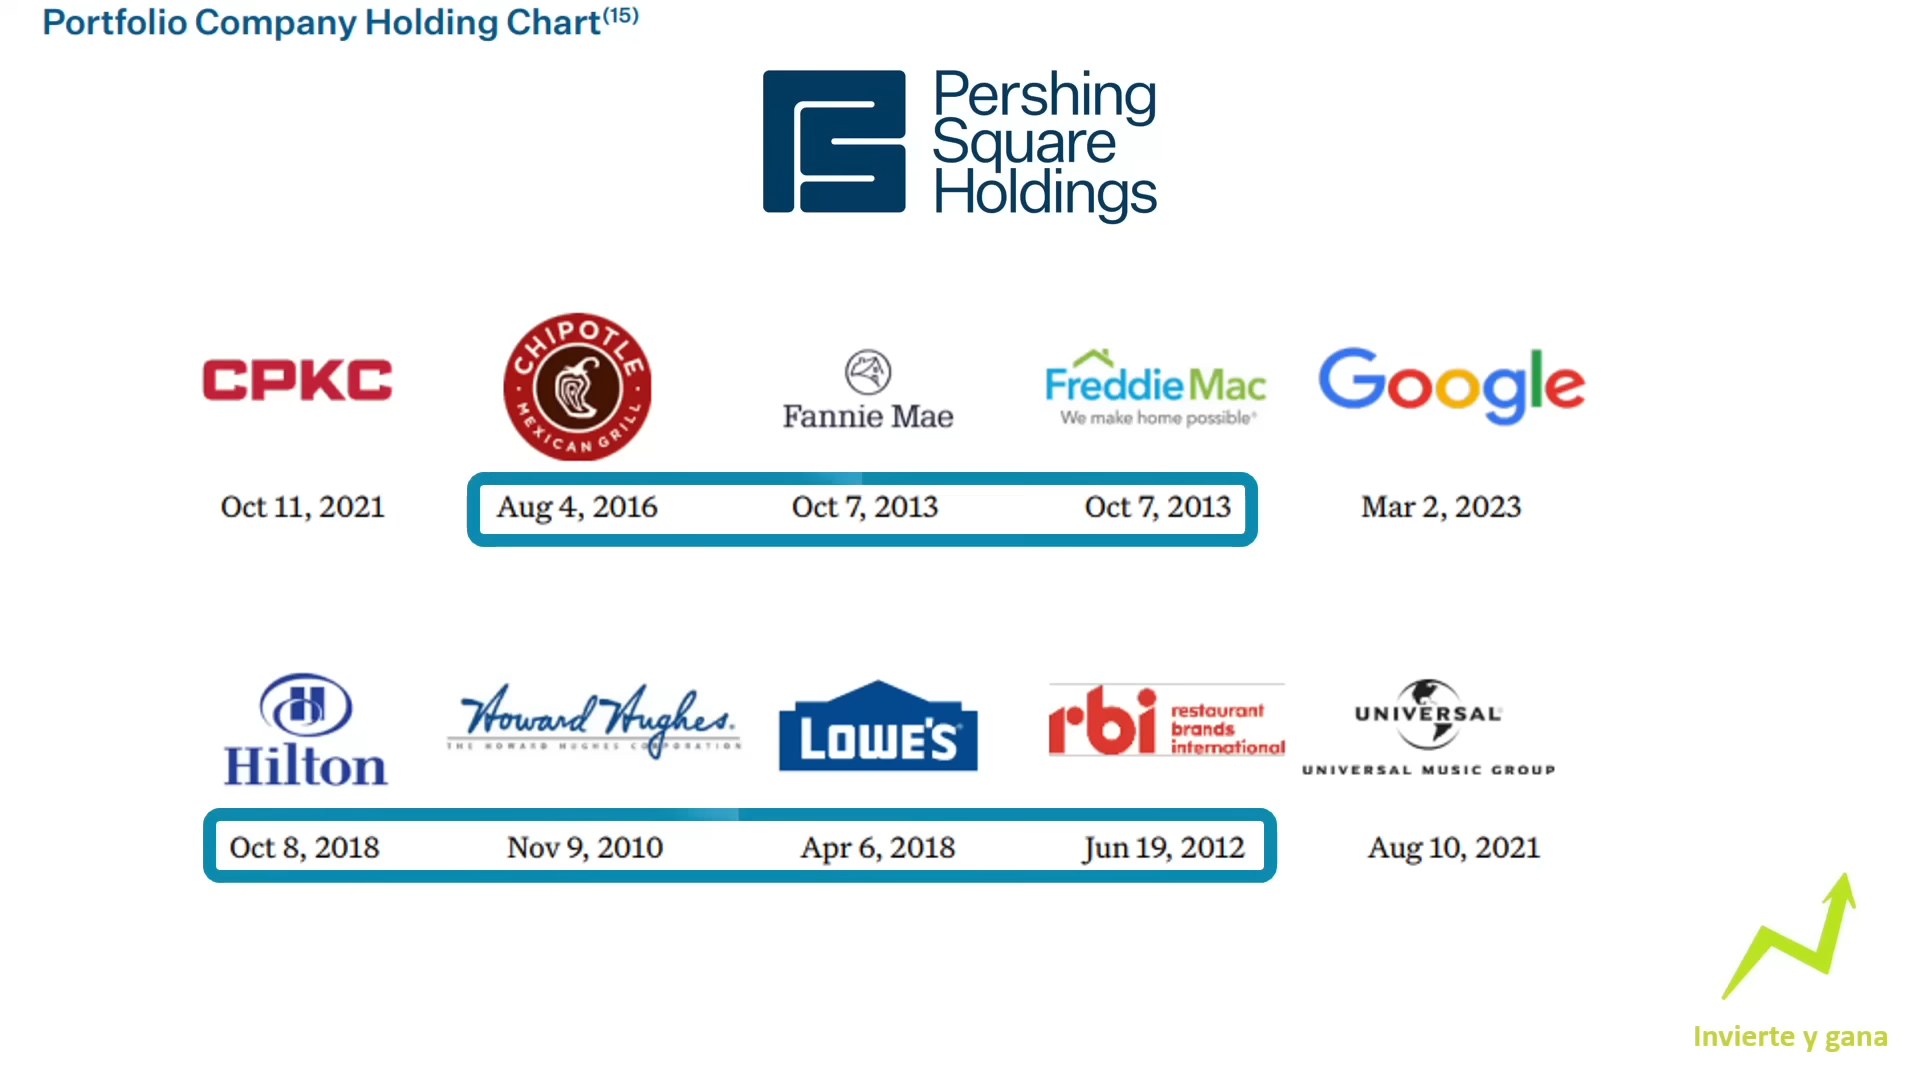 Portfolio Company Holding Chart(15)
Pershing
Square
Holdings
CPKC
CHIPOTLE
MEXICAN GRILL
Fannie Mae
FreddieMac
We make home possible®
Google
Oct 11, 2021
Aug 4, 2016
Oct 7, 2013
Oct 7, 2013
Mar 2, 2023
Hilton
Howard Hughes.
THE HOWARD HUGHES CORPORATION
LOWE'S
rbi
restaurant
brands
international
UNIVERSAL
UNIVERSAL MUSIC GROUP
Oct 8, 2018
Nov 9, 2010
Apr 6, 2018
Jun 19, 2012
Aug 10, 2021
Invierte y gana